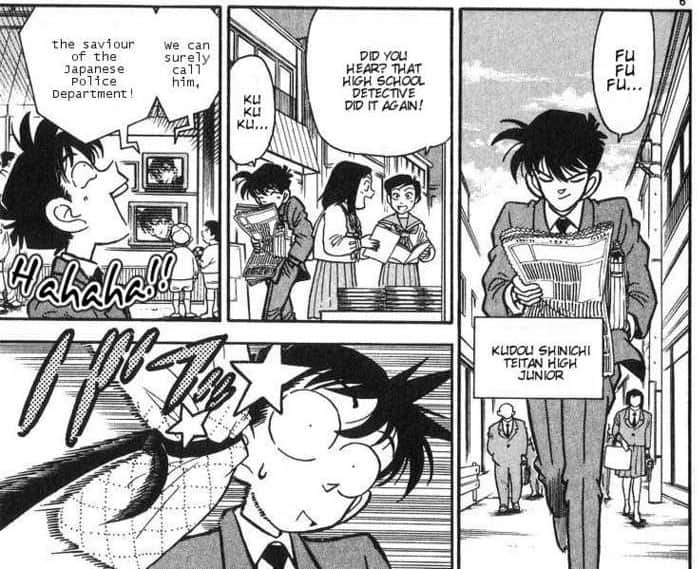 6
FU
FU
FU...
KUDOU SHINICHI
TEITAN HIGH
JUNIOR
DID YOU
HEAR? THAT
HIGH SCHOOL
DETECTIVE
DID IT AGAIN!
KU
KU
KU...
We can
surely
call
him,
the saviour
of the
Japanese
Police
Department!
Hahaha!!